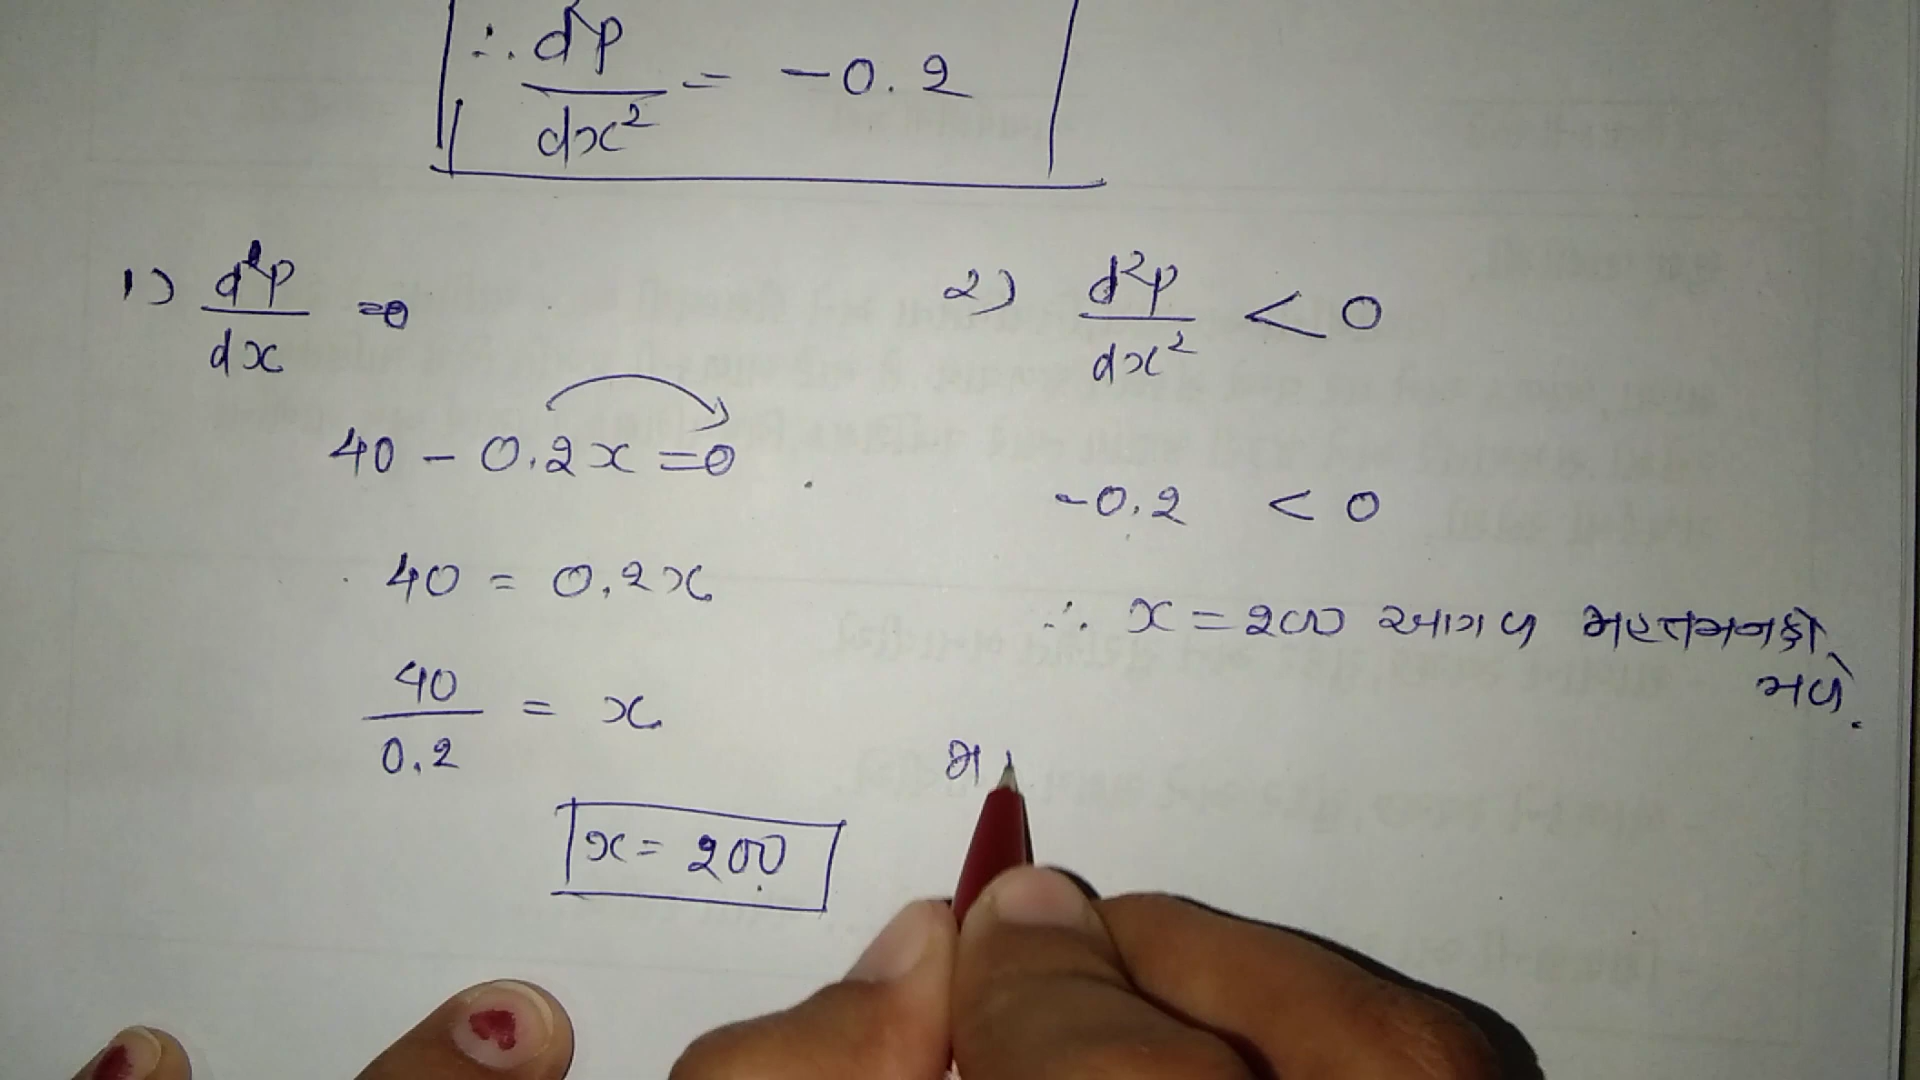 ∴ d²p/dx² = -0.2
1) dp/dx =0
40 - 0.2x =0
40 = 0.2x
40/0.2 = x
x = 200
2) d²p/dx² < 0
-0.2 < 0
∴ x = 200 આગળ મહત્તમ નફો
મળે.
મ